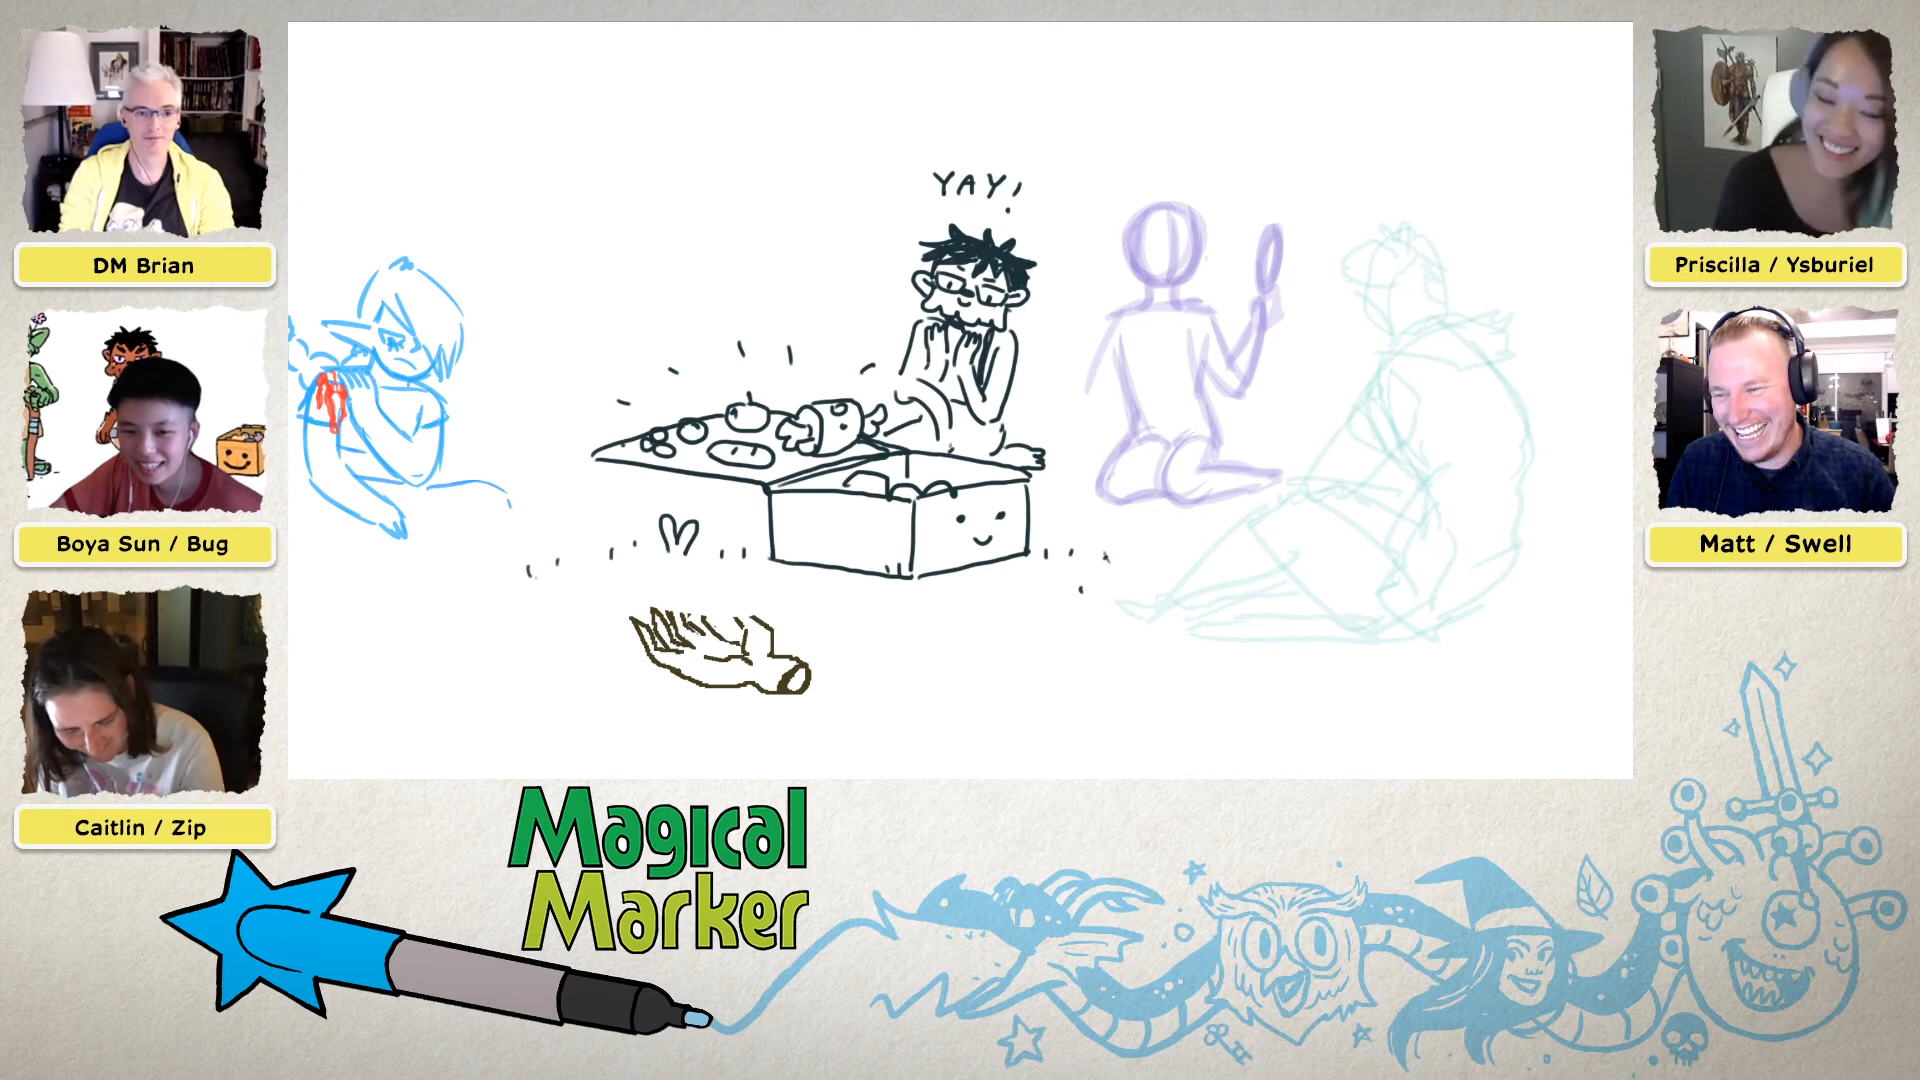 DM Brian
Boya Sun / Bug
Caitlin / Zip
YAY!
Priscilla / Ysburiel
Matt / Swell
Magical
Marker